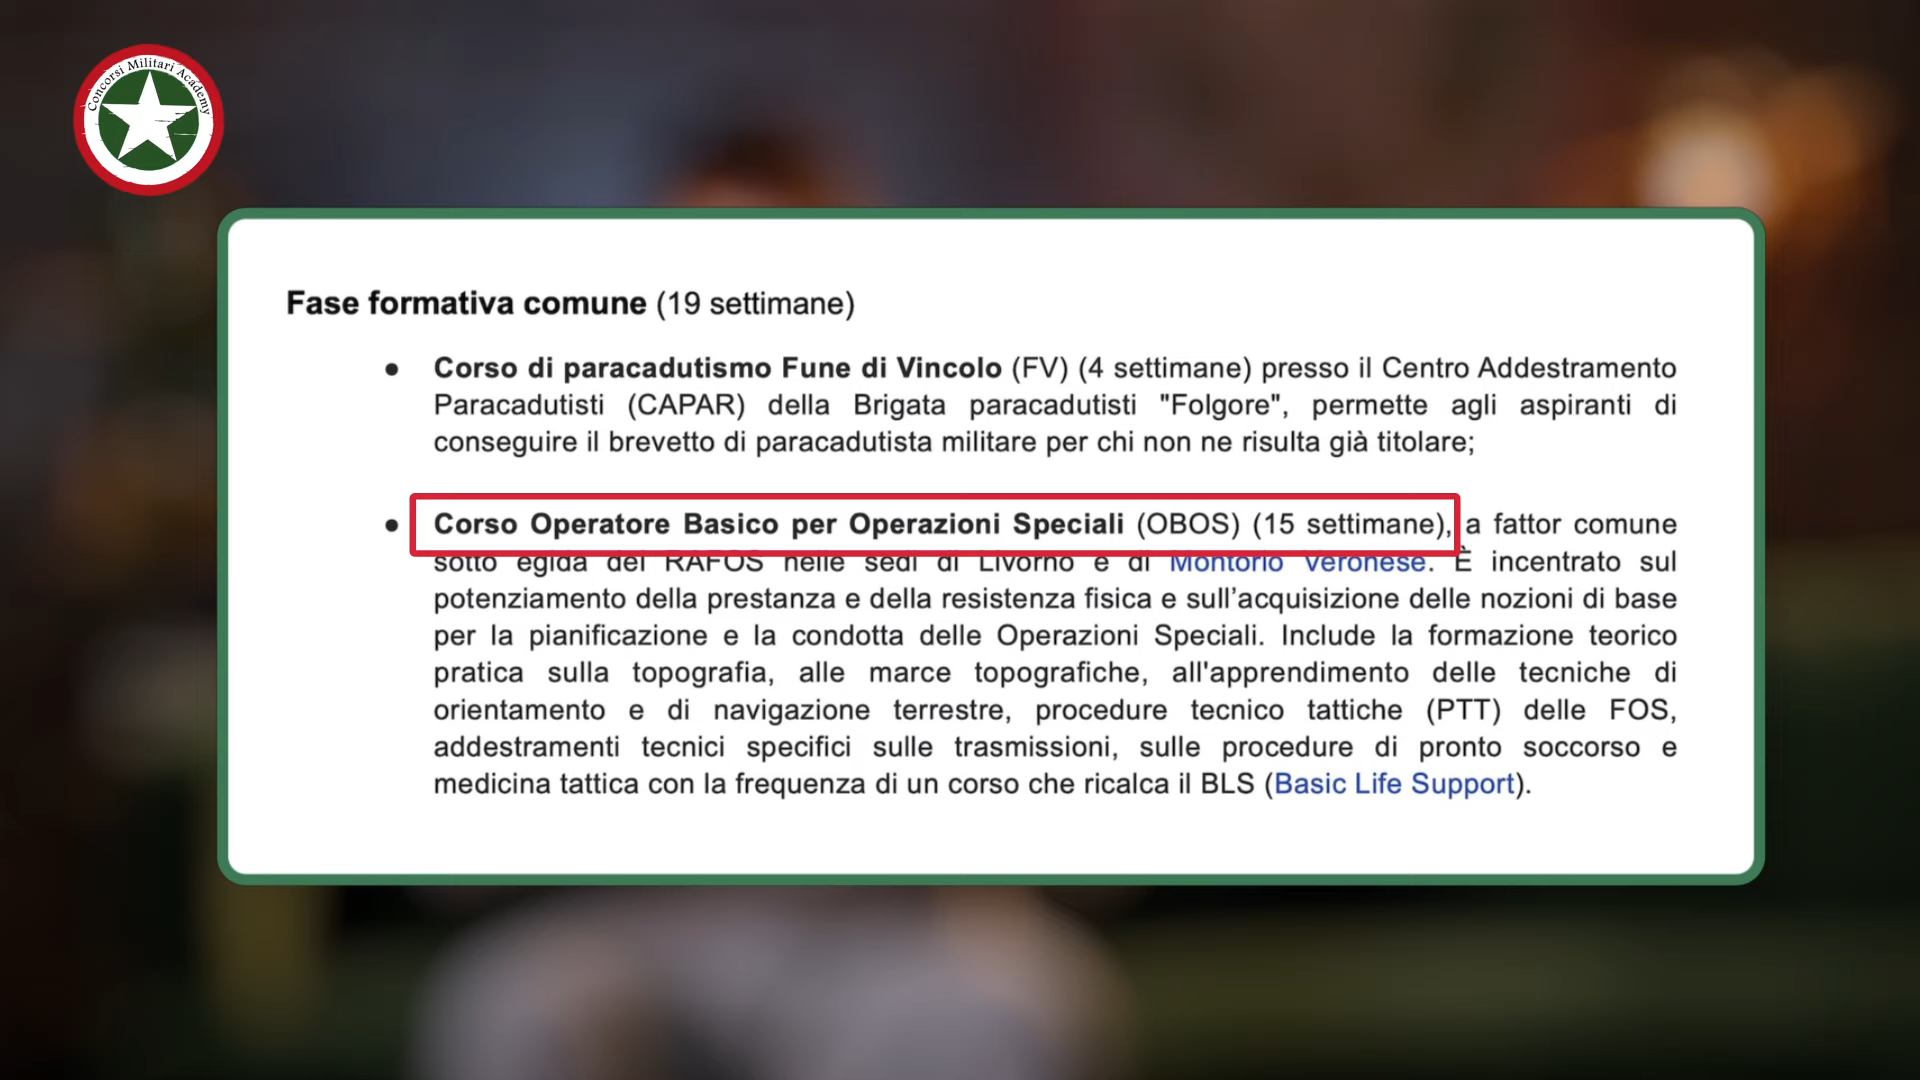 Concorsi Militari Academy
Fase formativa comune (19 settimane)
● Corso di paracadutismo Fune di Vincolo (FV) (4 settimane) presso il Centro Addestramento
Paracadutisti (CAPAR) della Brigata paracadutisti "Folgore", permette agli aspiranti di
conseguire il brevetto di paracadutista militare per chi non ne risulta già titolare;
● Corso Operatore Basico per Operazioni Speciali (OBOS) (15 settimane), a fattor comune
sotto egida del RAFOS nelle sedi di Livorno e di Montorio Veronese. È incentrato sul
potenziamento della prestanza e della resistenza fisica e sull’acquisizione delle nozioni di base
per la pianificazione e la condotta delle Operazioni Speciali. Include la formazione teorico
pratica sulla topografia, alle marce topografiche, all'apprendimento delle tecniche di
orientamento e di navigazione terrestre, procedure tecnico tattiche (PTT) delle FOS,
addestramenti tecnici specifici sulle trasmissioni, sulle procedure di pronto soccorso e
medicina tattica con la frequenza di un corso che ricalca il BLS (Basic Life Support).